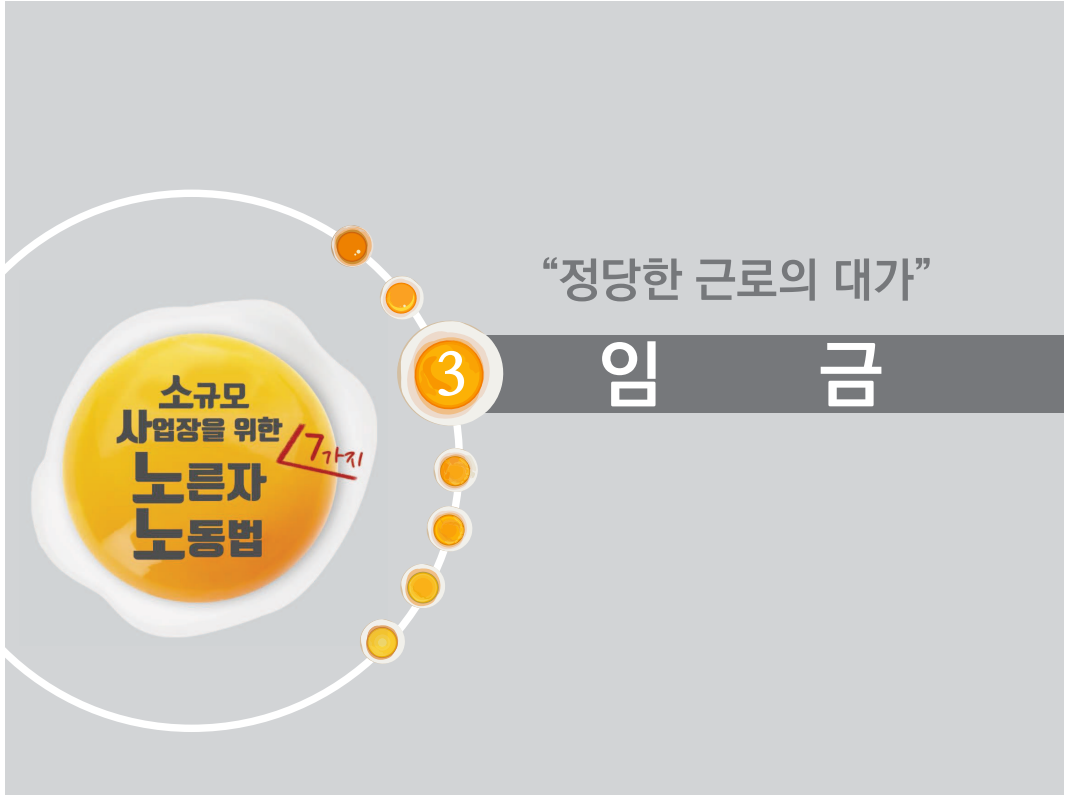 소규모
사업장을 위한
7가지
노른자
노동법
“정당한 근로의 대가”
3
임 금